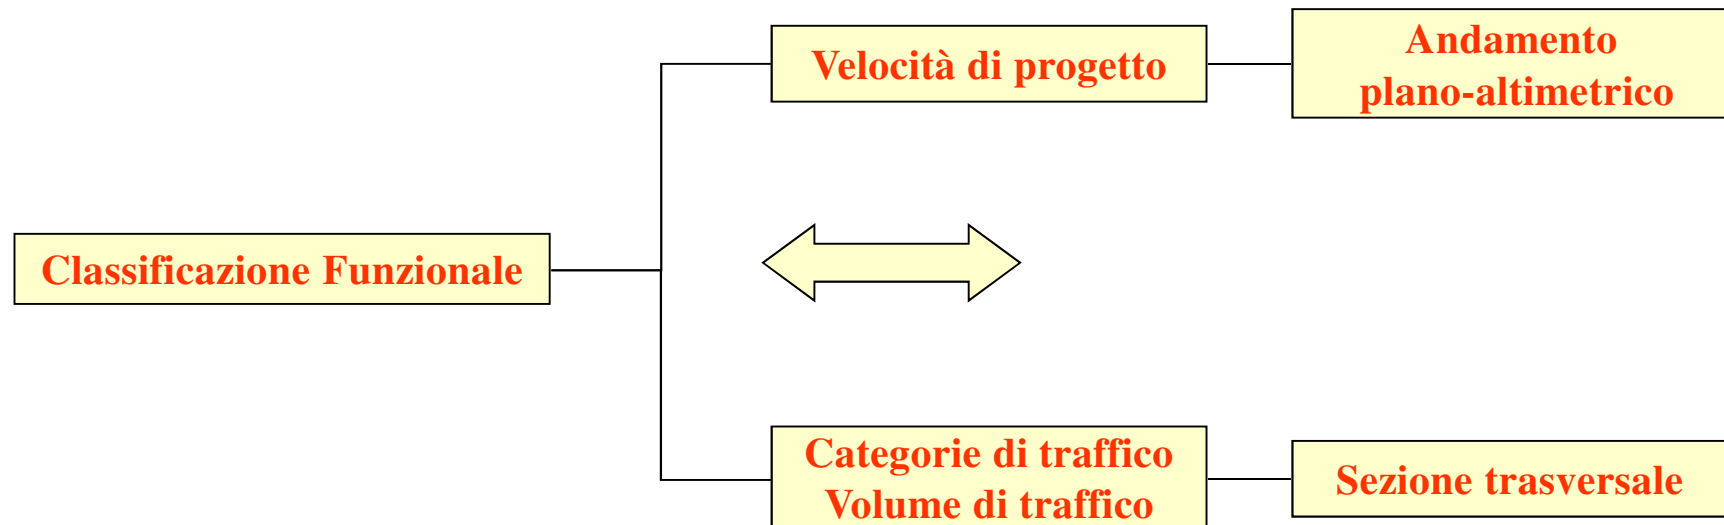 Classificazione Funzionale
Velocità di progetto
Andamento
plano-altimetrico
Categorie di traffico
Volume di traffico
Sezione trasversale